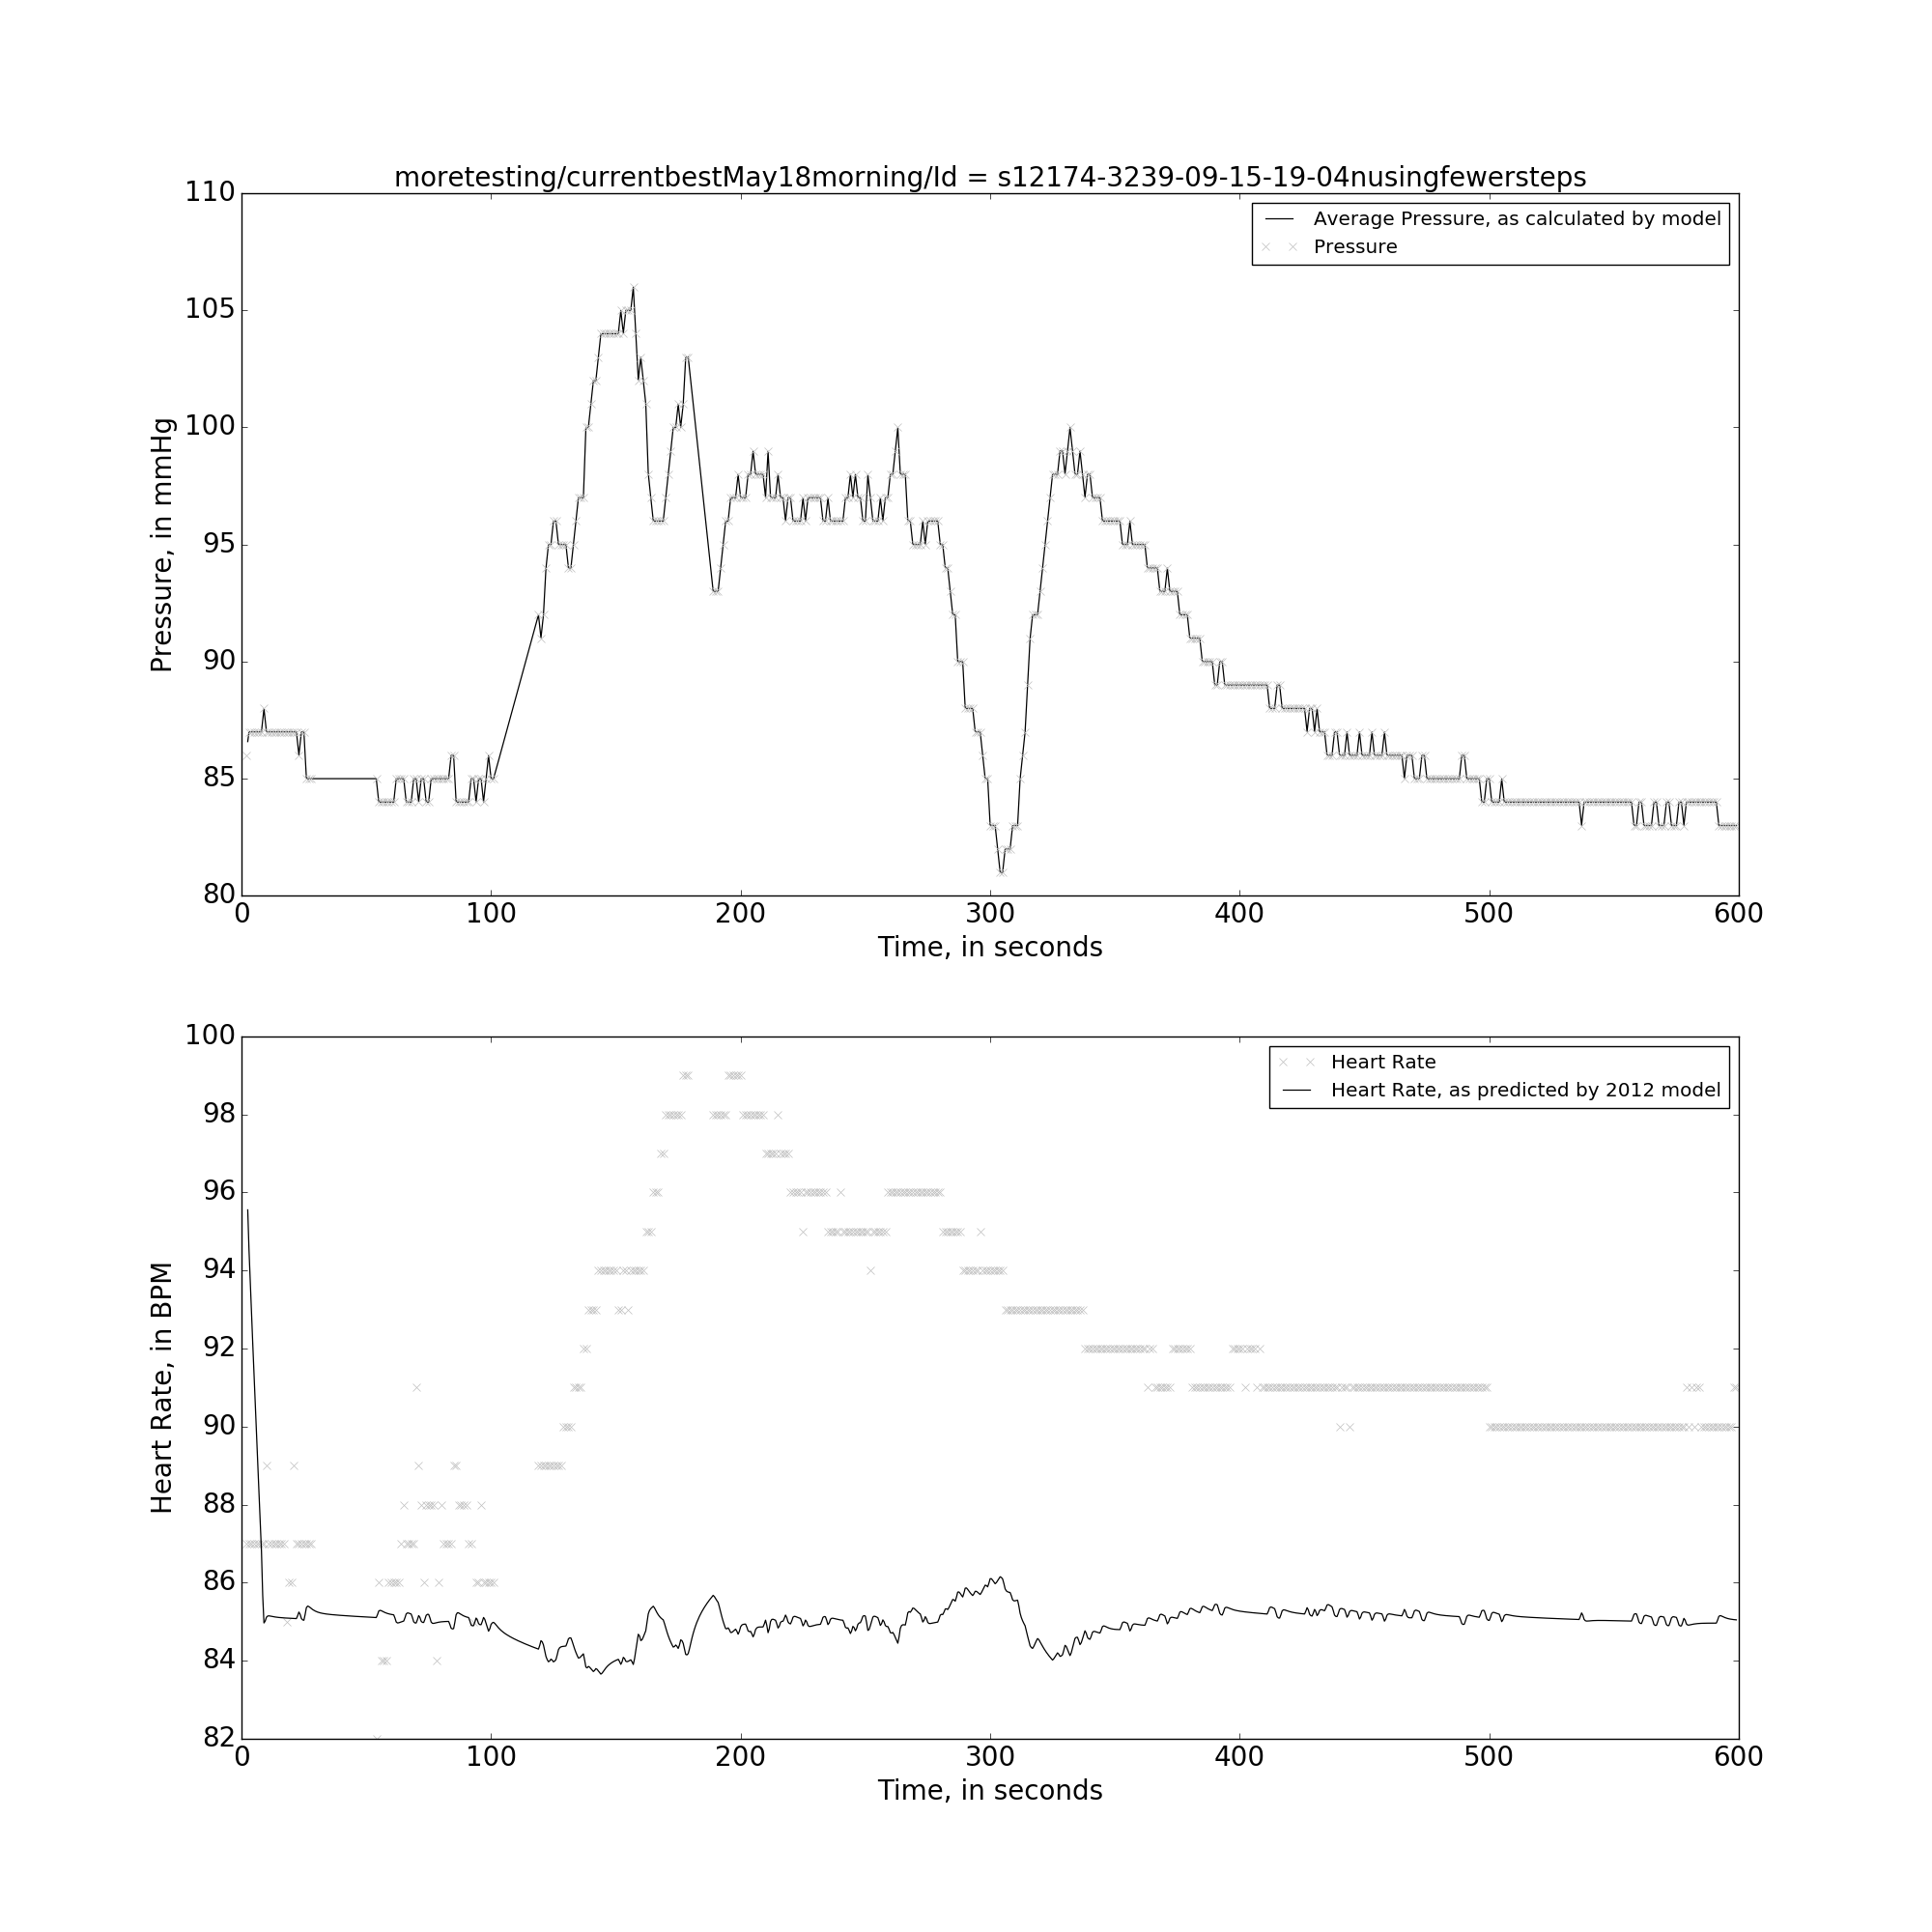 moretesting/currentbestMay18morning/Id = s12174-3239-09-15-19-04nusingfewersteps
110
105
100
95
90
85
80
Pressure, in mmHg
Average Pressure, as calculated by model
Pressure
0 100 200 300 400 500 600
Time, in seconds
100
98
96
94
92
90
88
86
84
82
Heart Rate, in BPM
Heart Rate
Heart Rate, as predicted by 2012 model
0 100 200 300 400 500 600
Time, in seconds